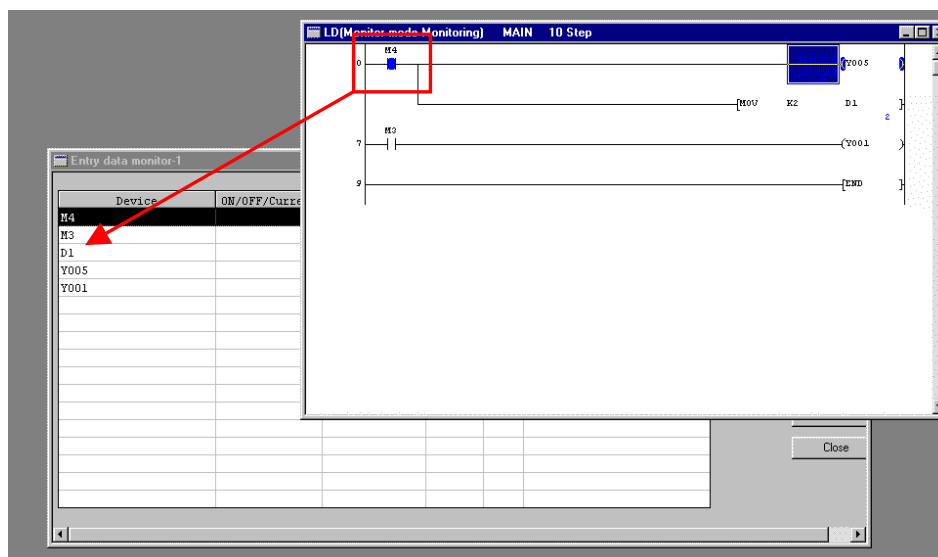 LD(Monitor mode Monitoring) MAIN 10 Step
M4
0 Y005
MOV K2 D1
2
M3
7 (Y001 )
9 [END ]
Entry data monitor-1
Device ON/OFF/Curre
M4
M3
D1
Y005
Y001
Close